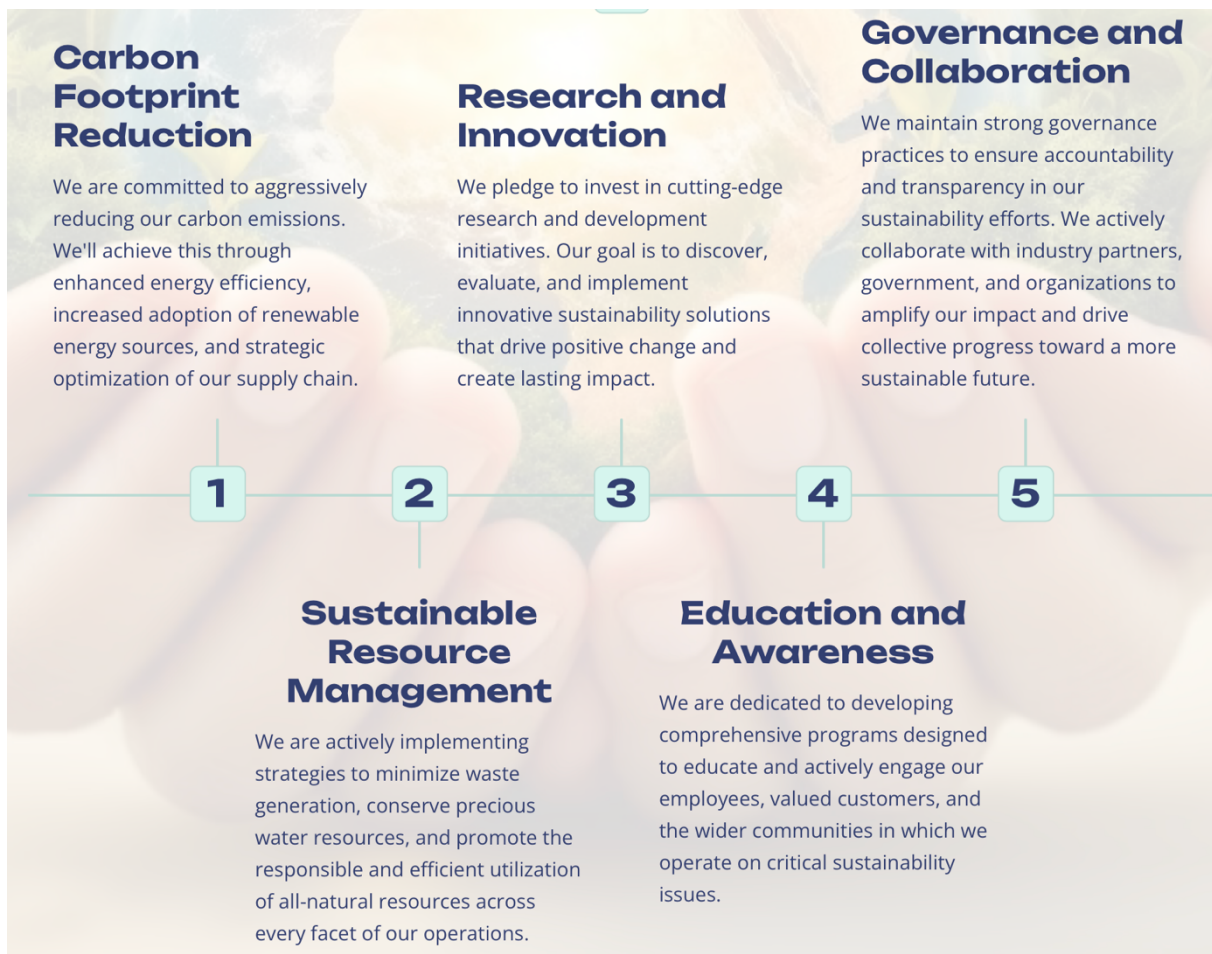 Carbon
Footprint
Reduction
We are committed to aggressively
reducing our carbon emissions.
We'll achieve this through
enhanced energy efficiency,
increased adoption of renewable
energy sources, and strategic
optimization of our supply chain.
1
Sustainable
Resource
Management
We are actively implementing
strategies to minimize waste
generation, conserve precious
water resources, and promote the
responsible and efficient utilization
of all-natural resources across
every facet of our operations.
2
Research and
Innovation
We pledge to invest in cutting-edge
research and development
initiatives. Our goal is to discover,
evaluate, and implement
innovative sustainability solutions
that drive positive change and
create lasting impact.
3
Education and
Awareness
We are dedicated to developing
comprehensive programs designed
to educate and actively engage our
employees, valued customers, and
the wider communities in which we
operate on critical sustainability
issues.
4
Governance and
Collaboration
We maintain strong governance
practices to ensure accountability
and transparency in our
sustainability efforts. We actively
collaborate with industry partners,
government, and organizations to
amplify our impact and drive
collective progress toward a more
sustainable future.
5